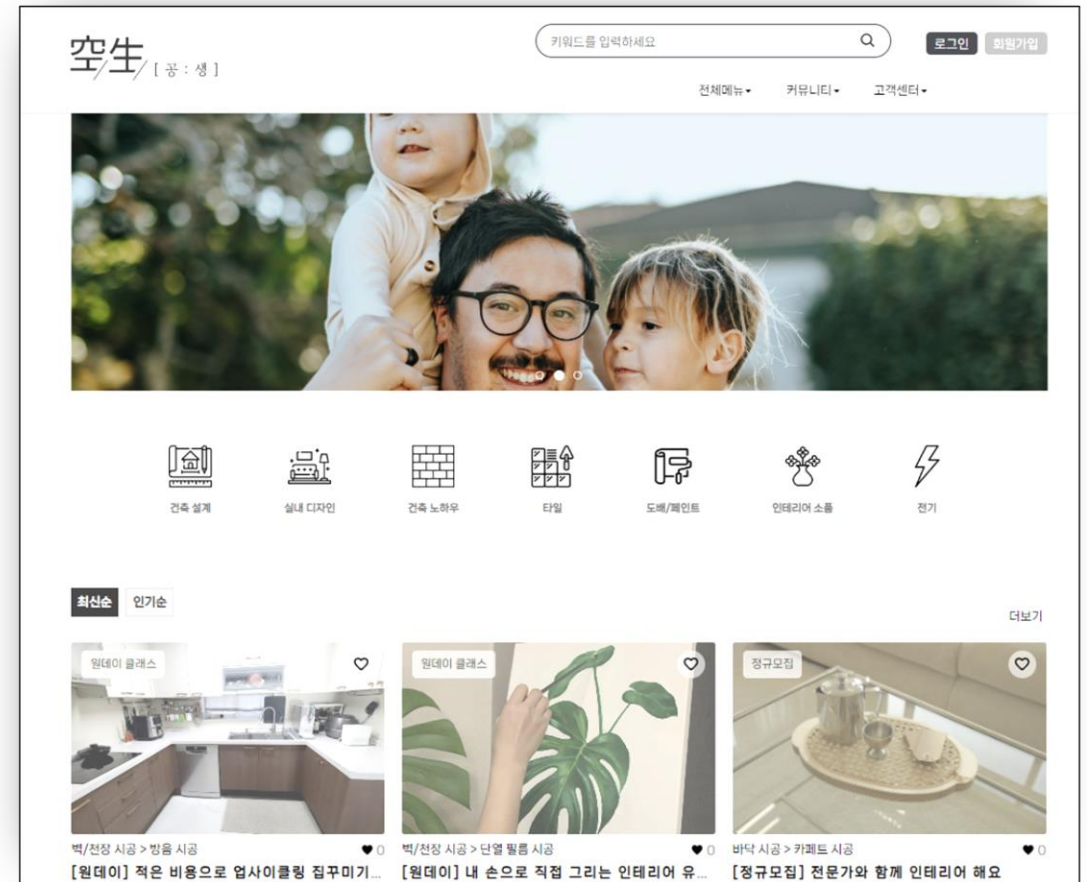 空生 [ 공 : 생 ]
키워드를 입력하세요
로그인 회원가입
전체메뉴 커뮤니티 고객센터
건축 설계 실내 디자인 건축 노하우 타일 도배/페인트 인테리어 소품 전기
최신순 인기순
더보기
원데이 클래스 원데이 클래스 정규모집
벽/천장 시공 > 방음 시공 0 벽/천장 시공 > 단열 필름 시공 0 바닥 시공 > 카페트 시공 0
[원데이] 적은 비용으로 업사이클링 집꾸미기... [원데이] 내 손으로 직접 그리는 인테리어 유... [정규모집] 전문가와 함께 인테리어 해요